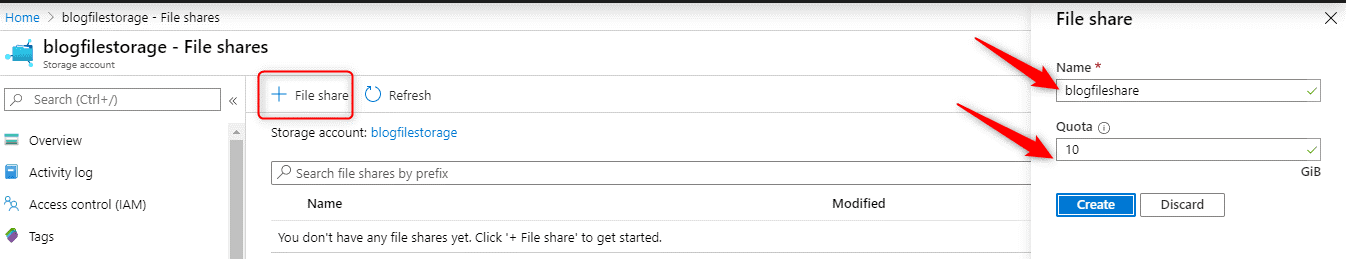 Home > blogfilestorage - File shares
blogfilestorage - File shares
Storage account
Search (Ctrl+/)
«
Overview
Activity log
Access control (IAM)
Tags
+ File share
Refresh
Storage account: blogfilestorage
Search file shares by prefix
Name Modified
You don't have any file shares yet. Click '+ File share' to get started.
File share
Name *
blogfileshare
Quota
10
GiB
Create Discard